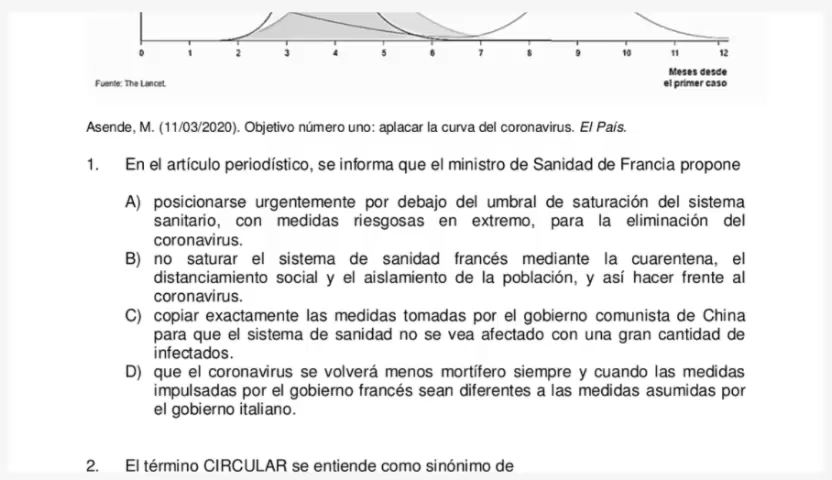 0 1 2 3 4 5 6 7 8 9 10 11 12
Meses desde
Fuente: The Lancet. el primer caso
Asende, M. (11/03/2020). Objetivo número uno: aplacar la curva del coronavirus. El País.
1. En el artículo periodístico, se informa que el ministro de Sanidad de Francia propone
A) posicionarse urgentemente por debajo del umbral de saturación del sistema
sanitario, con medidas riesgosas en extremo, para la eliminación del
coronavirus.
B) no saturar el sistema de sanidad francés mediante la cuarentena, el
distanciamiento social y el aislamiento de la población, y así hacer frente al
coronavirus.
C) copiar exactamente las medidas tomadas por el gobierno comunista de China
para que el sistema de sanidad no se vea afectado con una gran cantidad de
infectados.
D) que el coronavirus se volverá menos mortífero siempre y cuando las medidas
impulsadas por el gobierno francés sean diferentes a las medidas asumidas por
el gobierno italiano.
2. El término CIRCULAR se entiende como sinónimo de